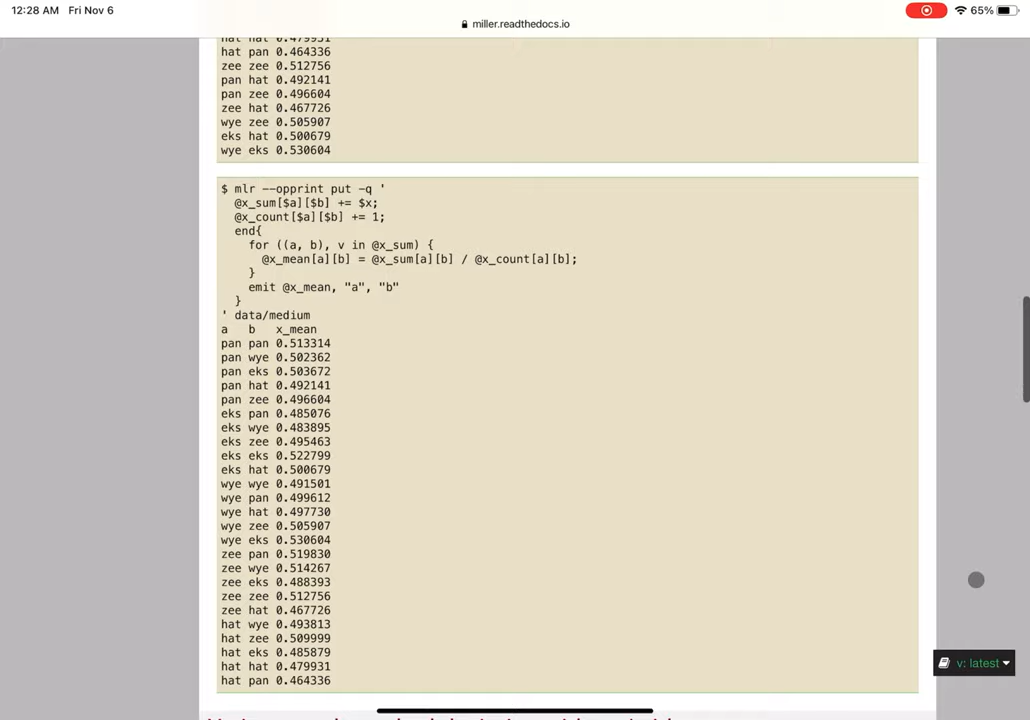 12:28 AM Fri Nov 6
65%
miller.readthedocs.io
hat hat 0.479931
hat pan 0.464336
zee zee 0.512756
pan hat 0.492141
pan zee 0.496604
zee hat 0.467726
wye zee 0.505907
eks hat 0.500679
wye eks 0.530604
$ mlr --opprint put -q '
  @x_sum[$a][$b] += $x;
  @x_count[$a][$b] += 1;
  end{
    for ((a, b), v in @x_sum) {
      @x_mean[a][b] = @x_sum[a][b] / @x_count[a][b];
    }
    emit @x_mean, "a", "b"
  }
' data/medium
a   b   x_mean
pan pan 0.513314
pan wye 0.502362
pan eks 0.503672
pan hat 0.492141
pan zee 0.496604
eks pan 0.485076
eks wye 0.483895
eks zee 0.495463
eks eks 0.522799
eks hat 0.500679
wye wye 0.491501
wye pan 0.499612
wye hat 0.497730
wye zee 0.505907
wye eks 0.530604
zee pan 0.519830
zee wye 0.514267
zee eks 0.488393
zee zee 0.512756
zee hat 0.467726
hat wye 0.493813
hat zee 0.509999
hat eks 0.485879
hat hat 0.479931
hat pan 0.464336
v: latest